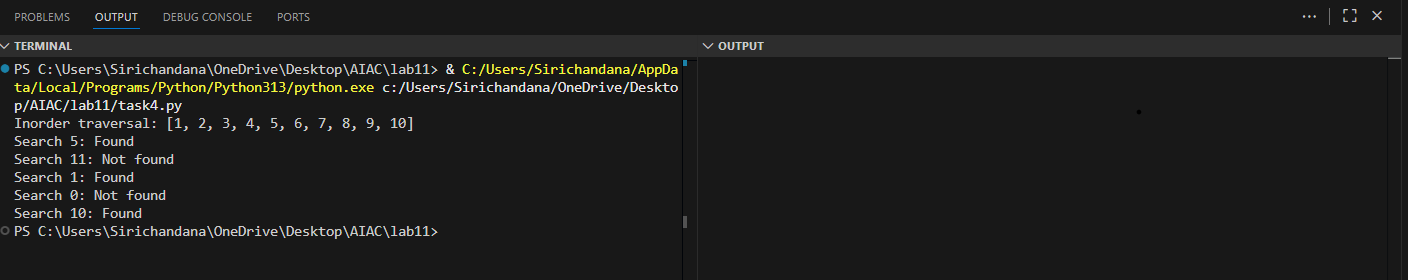 PROBLEMS OUTPUT DEBUG CONSOLE PORTS
TERMINAL
PS C:\Users\Sirichandana\OneDrive\Desktop\AIAC\lab11> & C:/Users/Sirichandana/AppDa
ta/Local/Programs/Python/Python313/python.exe c:/Users/Sirichandana/OneDrive/Deskto
p/AIAC/lab11/task4.py
Inorder traversal: [1, 2, 3, 4, 5, 6, 7, 8, 9, 10]
Search 5: Found
Search 11: Not found
Search 1: Found
Search 0: Not found
Search 10: Found
PS C:\Users\Sirichandana\OneDrive\Desktop\AIAC\lab11>
OUTPUT